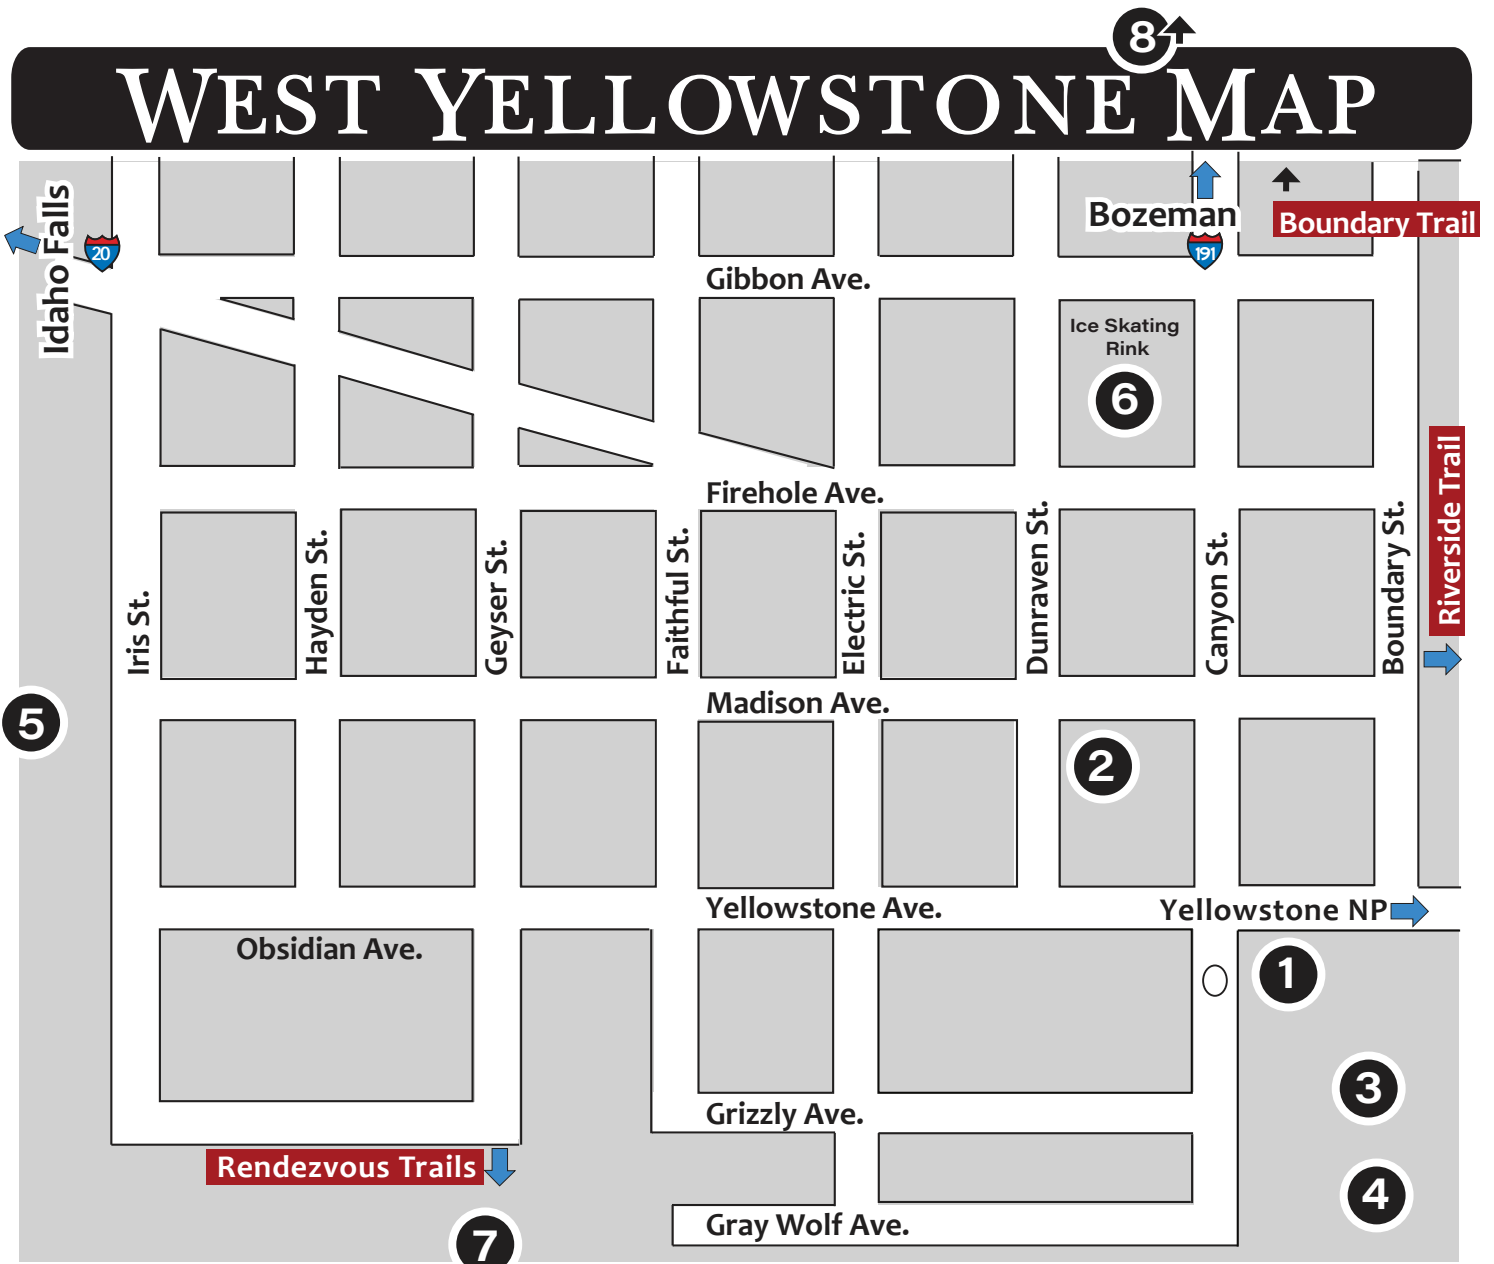 8
WEST YELLOWSTONE MAP
Idaho Falls
20
Bozeman
191
Boundary Trail
Gibbon Ave.
Ice Skating
Rink
6
Firehole Ave.
Iris St.
Hayden St.
Geyser St.
Faithful St.
Electric St.
Dunraven St.
Canyon St.
Boundary St.
Riverside Trail
Madison Ave.
5
2
Yellowstone Ave.
Yellowstone NP
Obsidian Ave.
1
3
Grizzly Ave.
Rendezvous Trails
4
Gray Wolf Ave.
7